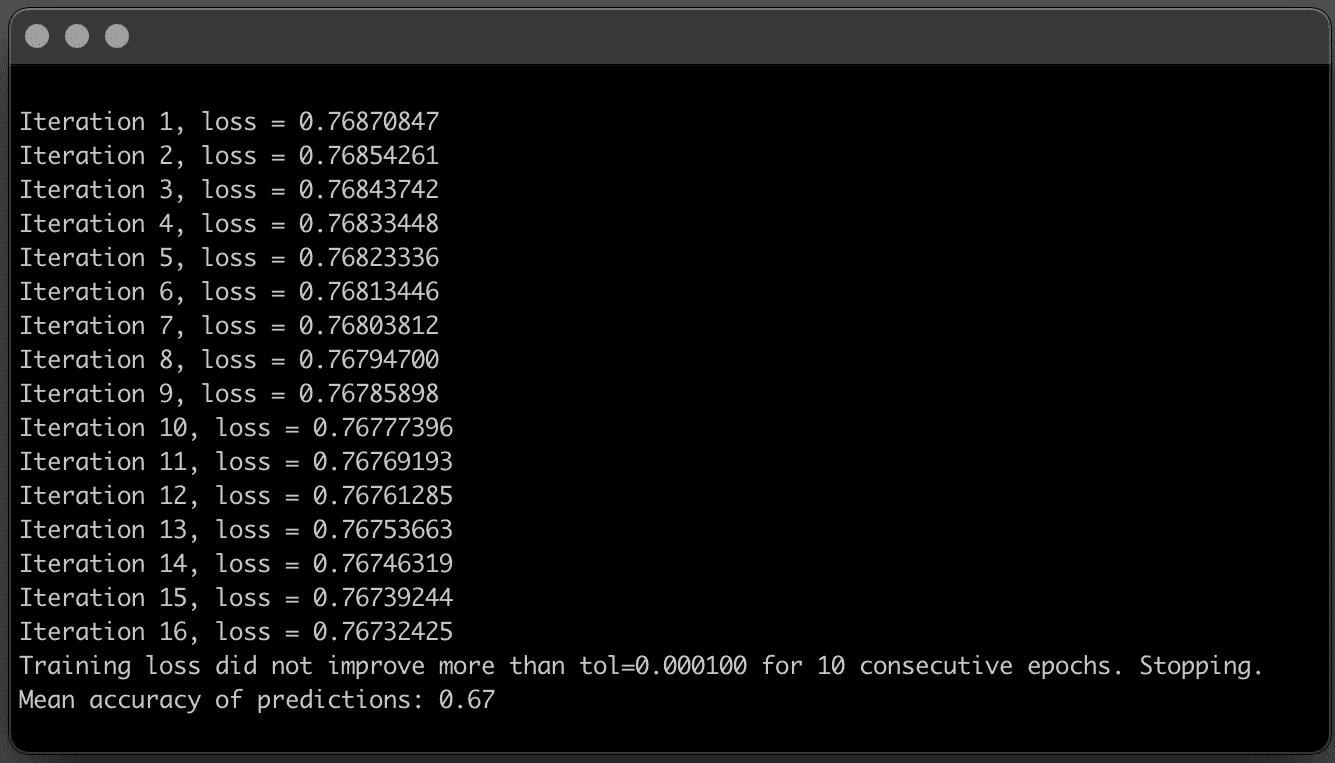 Iteration 1, loss = 0.76870847
Iteration 2, loss = 0.76854261
Iteration 3, loss = 0.76843742
Iteration 4, loss = 0.76833448
Iteration 5, loss = 0.76823336
Iteration 6, loss = 0.76813446
Iteration 7, loss = 0.76803812
Iteration 8, loss = 0.76794700
Iteration 9, loss = 0.76785898
Iteration 10, loss = 0.76777396
Iteration 11, loss = 0.76769193
Iteration 12, loss = 0.76761285
Iteration 13, loss = 0.76753663
Iteration 14, loss = 0.76746319
Iteration 15, loss = 0.76739244
Iteration 16, loss = 0.76732425
Training loss did not improve more than tol=0.000100 for 10 consecutive epochs. Stopping.
Mean accuracy of predictions: 0.67